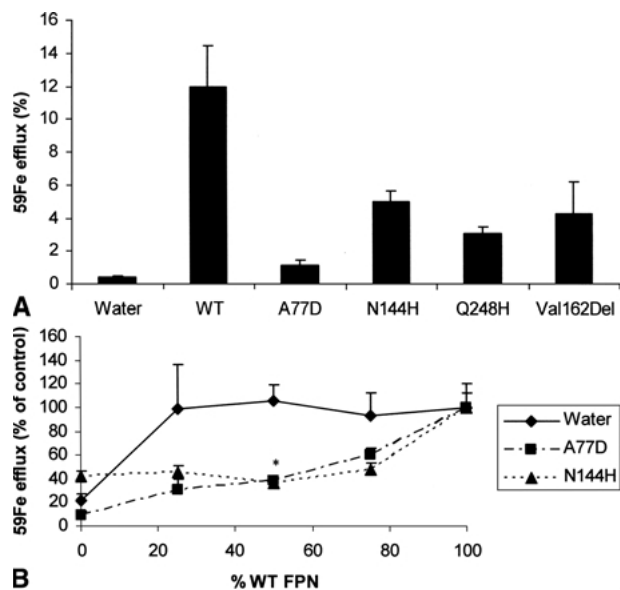 59Fe efflux (%)
16
14
12
10
8
6
4
2
0
Water WT A77D N144H Q248H Val162Del
A
59Fe efflux (% of control)
160
140
120
100
80
60
40
20
0
*
0 20 40 60 80 100
% WT FPN
Water
A77D
N144H
B